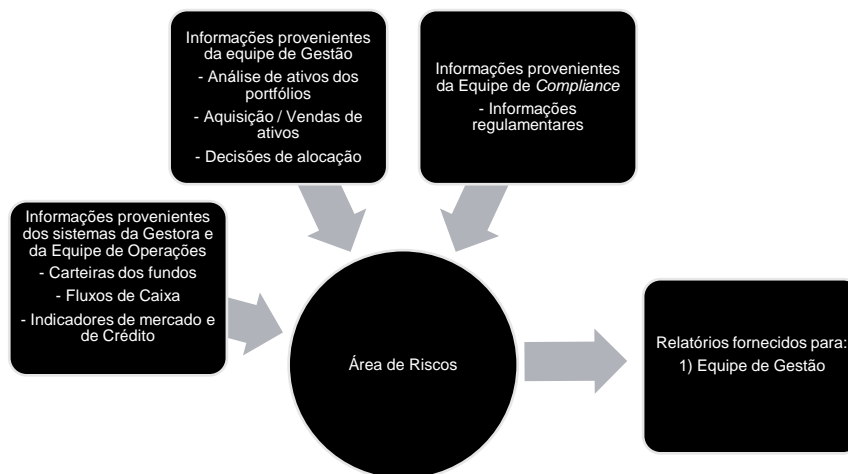 Informações provenientes
da equipe de Gestão
- Análise de ativos dos
portfólios
- Aquisição / Vendas de
ativos
- Decisões de alocação
Informações provenientes
da Equipe de Compliance
- Informações
regulamentares
Informações provenientes
dos sistemas da Gestora e
da Equipe de Operações
- Carteiras dos fundos
- Fluxos de Caixa
- Indicadores de mercado e
de Crédito
Área de Riscos
Relatórios fornecidos para:
1) Equipe de Gestão